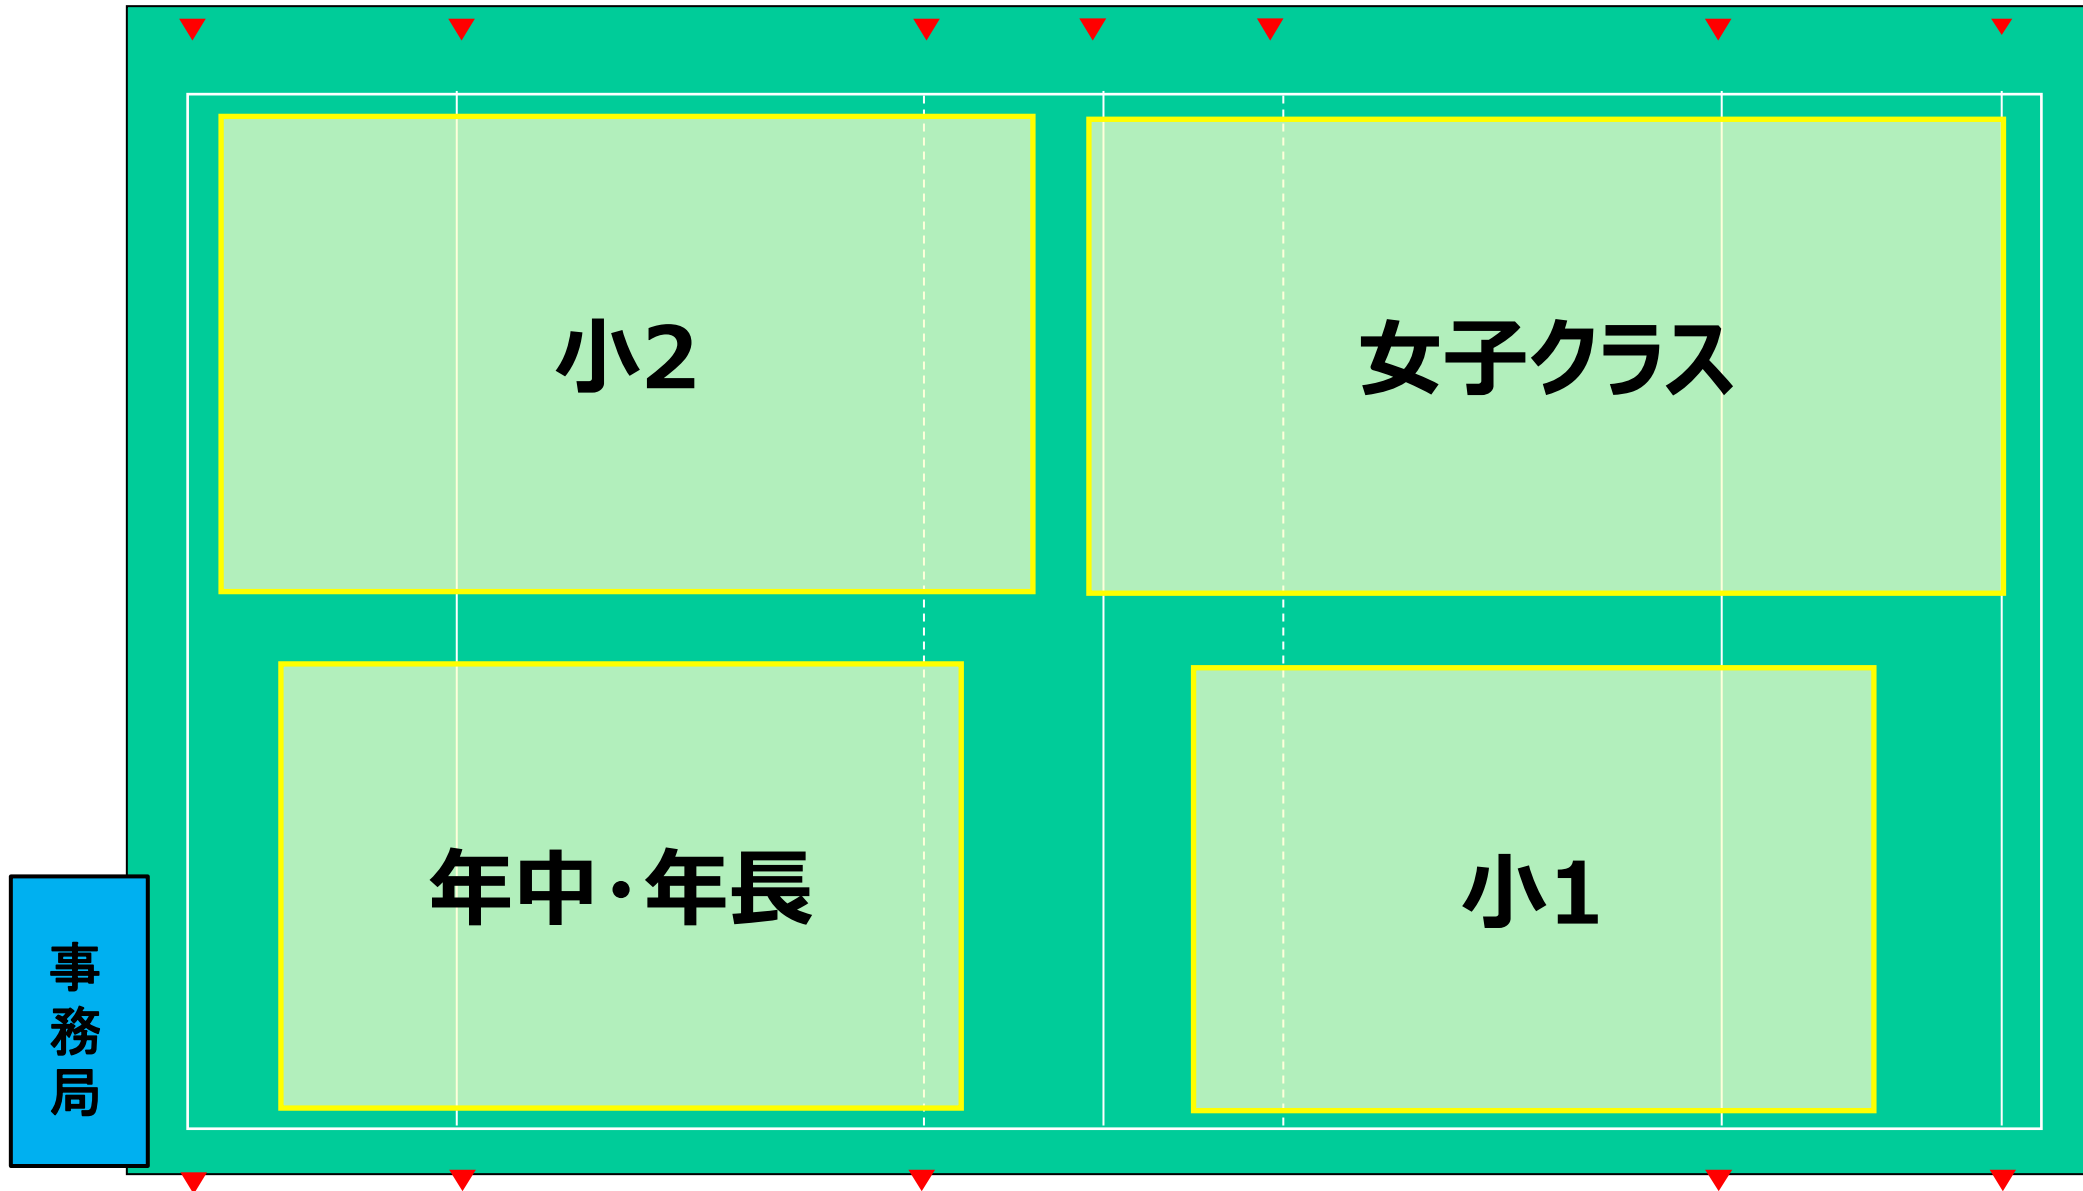 小2
女子クラス
年中・年長
小1
事務局